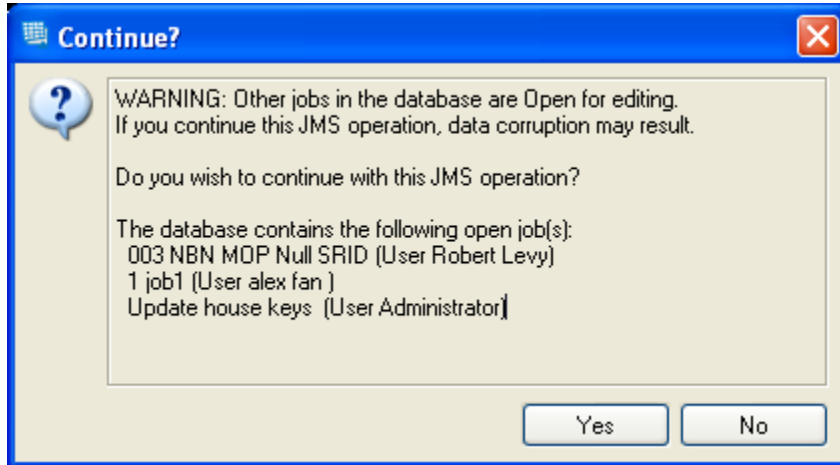 Continue?
WARNING: Other jobs in the database are Open for editing.
If you continue this JMS operation, data corruption may result.
Do you wish to continue with this JMS operation?
The database contains the following open job(s):
003 NBN MOP Null SRID (User Robert Levy)
1 job1 (User alex fan )
Update house keys  (User Administrator)
Yes No